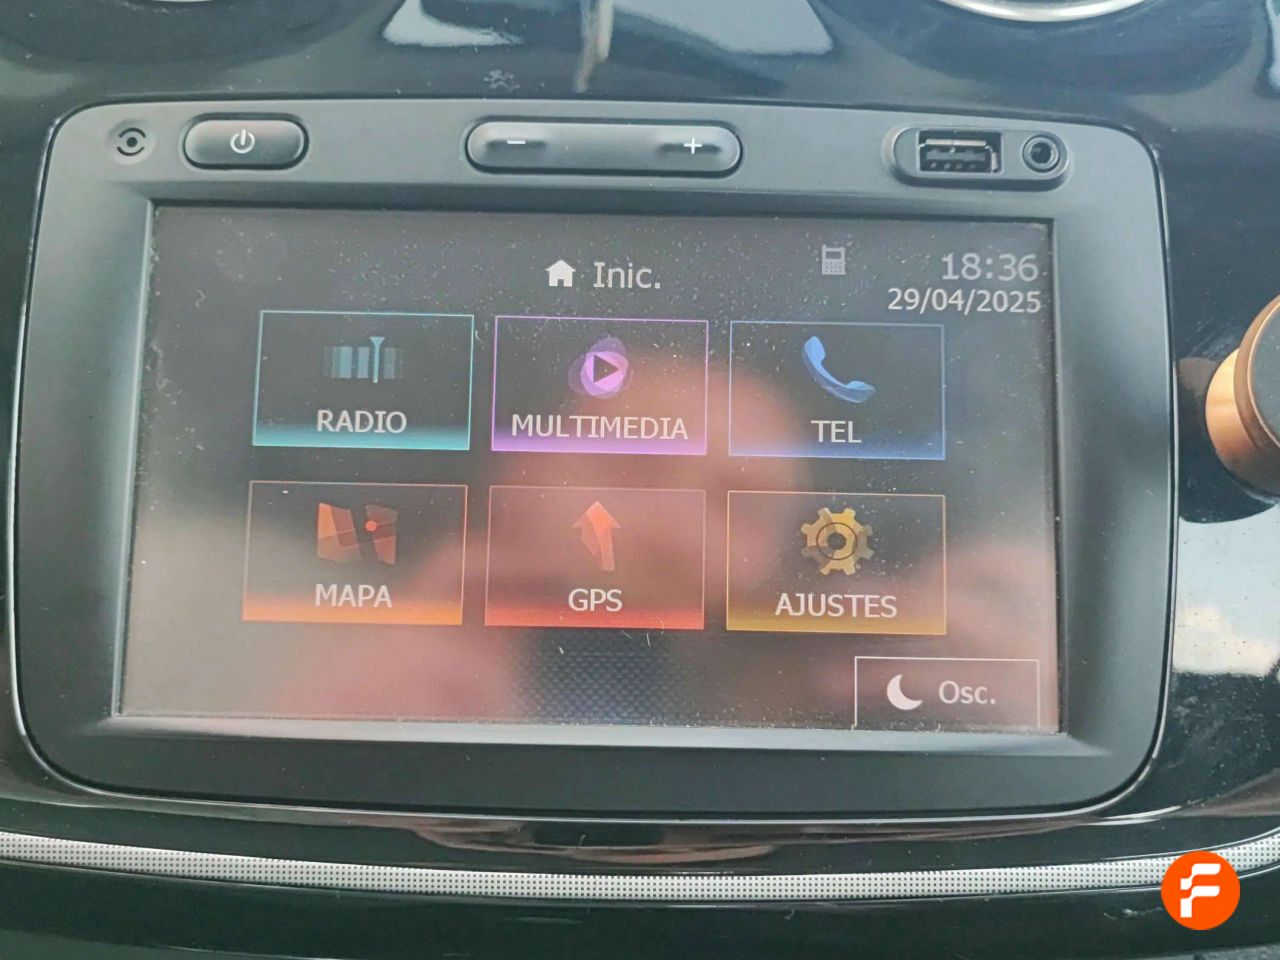 Inic.
18:36
29/04/2025
RADIO
MULTIMEDIA
TEL
MAPA
GPS
AJUSTES
Osc.